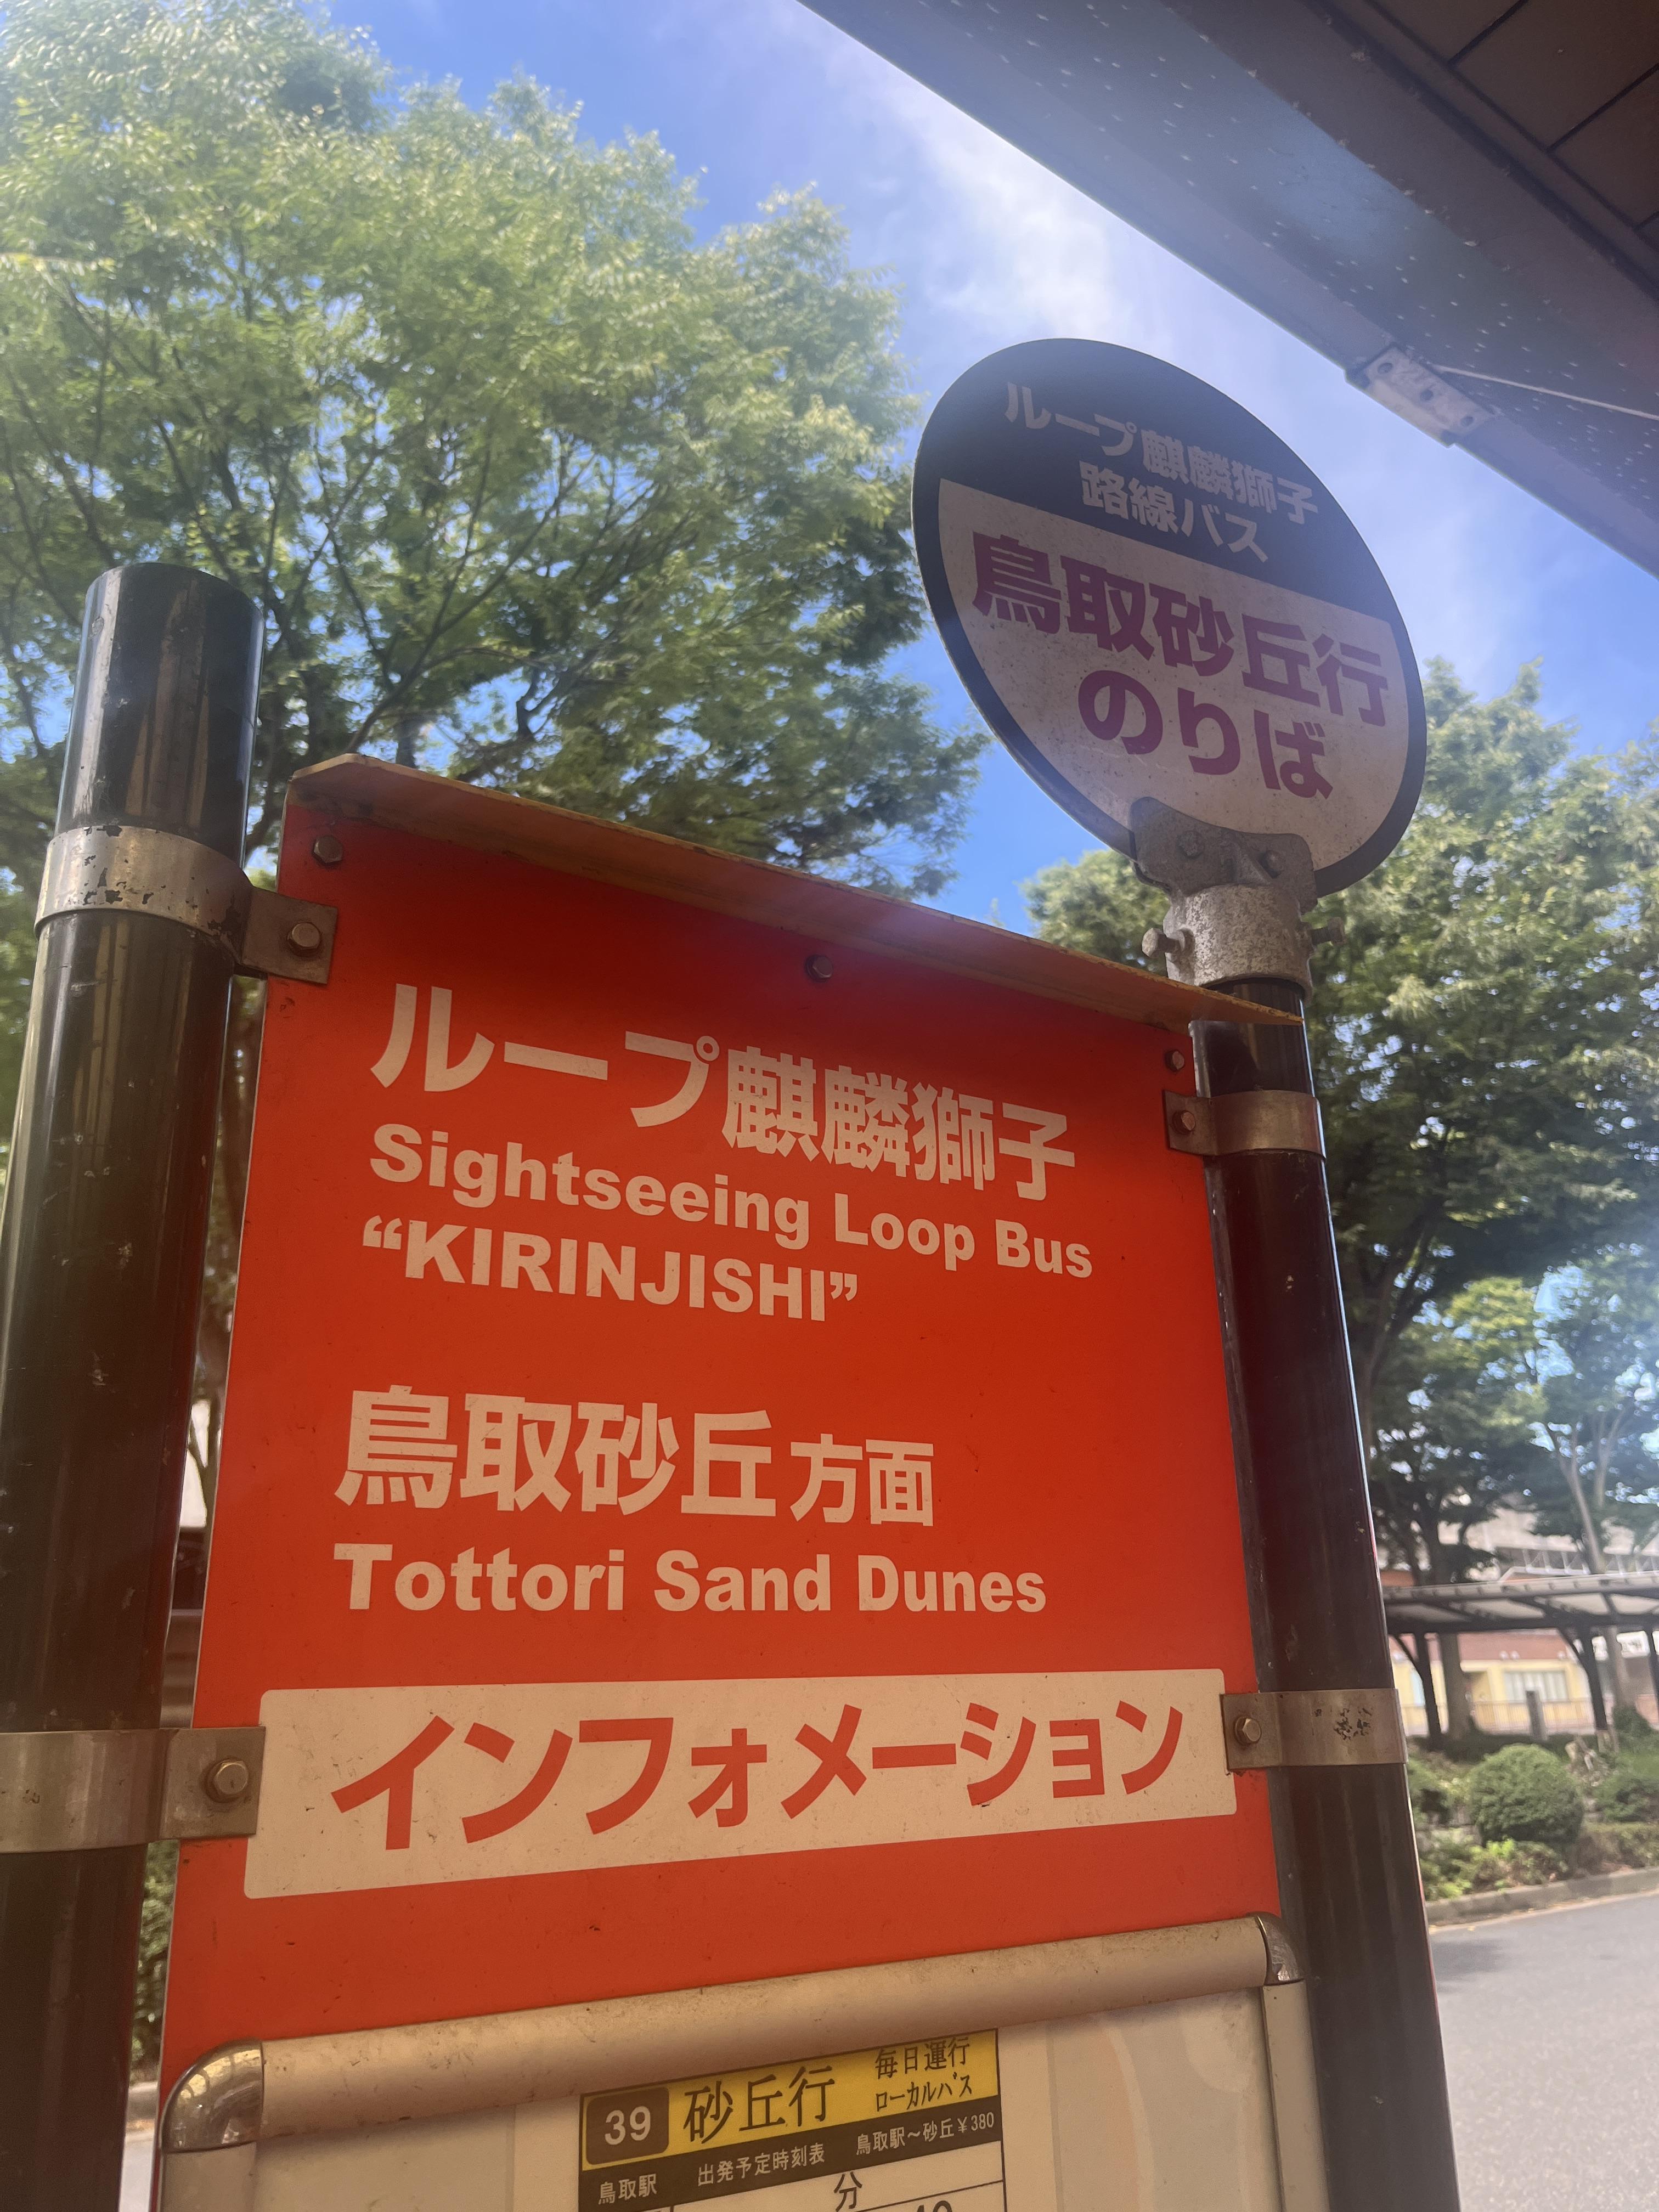 ループ麒麟獅子
路線バス
鳥取砂丘行
のりば
ループ麒麟獅子
Sightseeing Loop Bus
“KIRINJISHI”
鳥取砂丘方面
Tottori Sand Dunes
インフォメーション
39 砂丘行 毎日運行
ローカルバス
鳥取駅 出発予定時刻表 鳥取駅～砂丘￥380
分